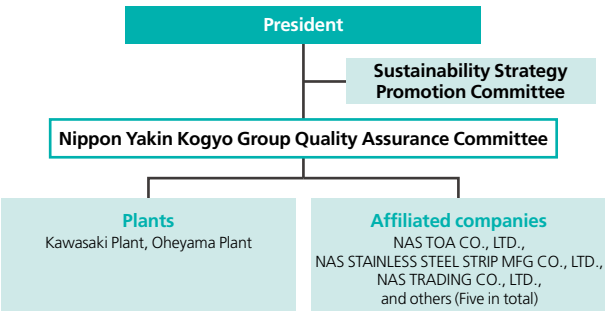 President
Sustainability Strategy
Promotion Committee
Nippon Yakin Kogyo Group Quality Assurance Committee
Plants
Kawasaki Plant, Oheyama Plant
Affiliated companies
NAS TOA CO., LTD.,
NAS STAINLESS STEEL STRIP MFG CO., LTD.,
NAS TRADING CO., LTD.,
and others (Five in total)